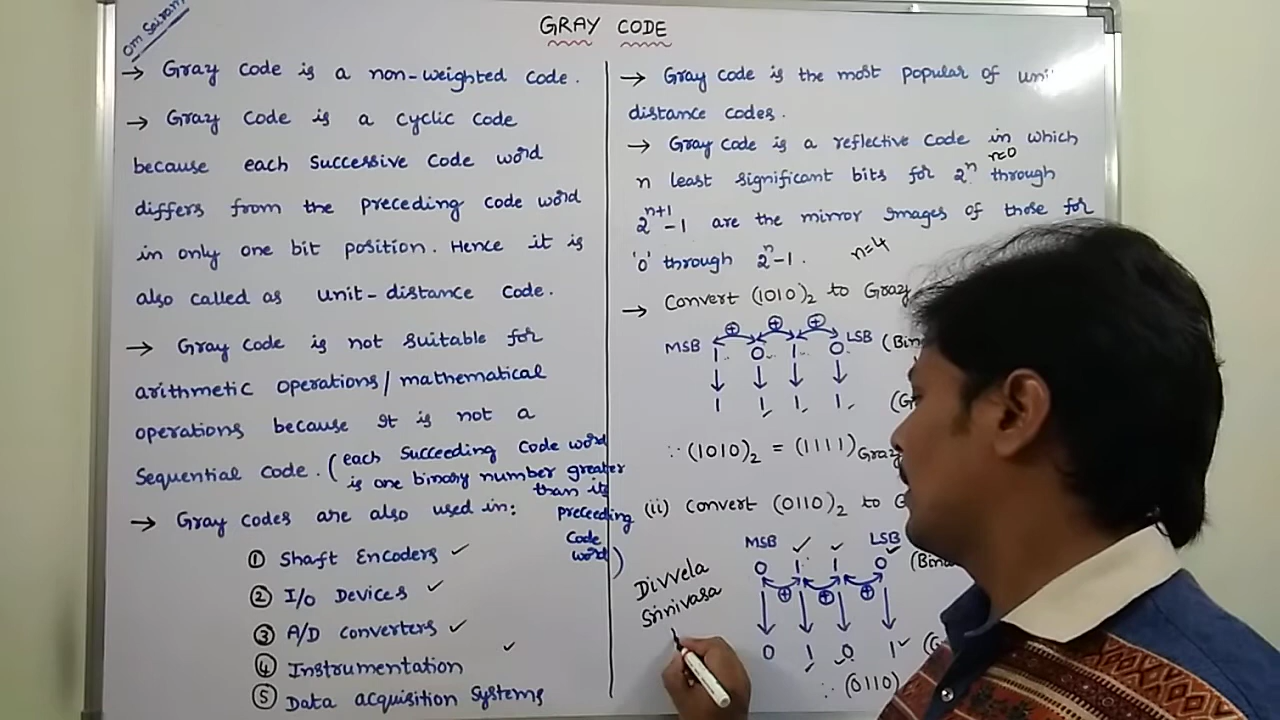 Om Sairam
GRAY CODE
→ Gray code is a non-weighted code.
→ Gray code is a cyclic code
because each successive code word
differs from the preceding code word
in only one bit position. Hence it is
also called as unit-distance code.
→ Gray code is not suitable for
arithmetic operations/mathematical
operations because it is not a
Sequential code. (each succeeding code word
is one binary number greater
than its
preceeding
code
word)
→ Gray codes are also used in:
① Shaft Encoders ✓
② I/o Devices ✓
③ A/D converters ✓
④ Instrumentation ✓
⑤ Data acquisition systems
→ Gray code is the most popular of
distance codes.
→ Gray code is a reflective code in which
n=0
n least significant bits for 2^n through
2^n+1 -1 are the mirror images of those for
'0' through 2^n -1. n=4
→ Convert (1010)2 to Gray
MSB 1 0 1 0 LSB
1 1 1 1
∴ (1010)2 = (1111)Gray
(ii) Convert (0110)2 to
MSB LSB
0 1 1 0
0 1 0 1
∴ (0110)
Divvela
Srinivasa